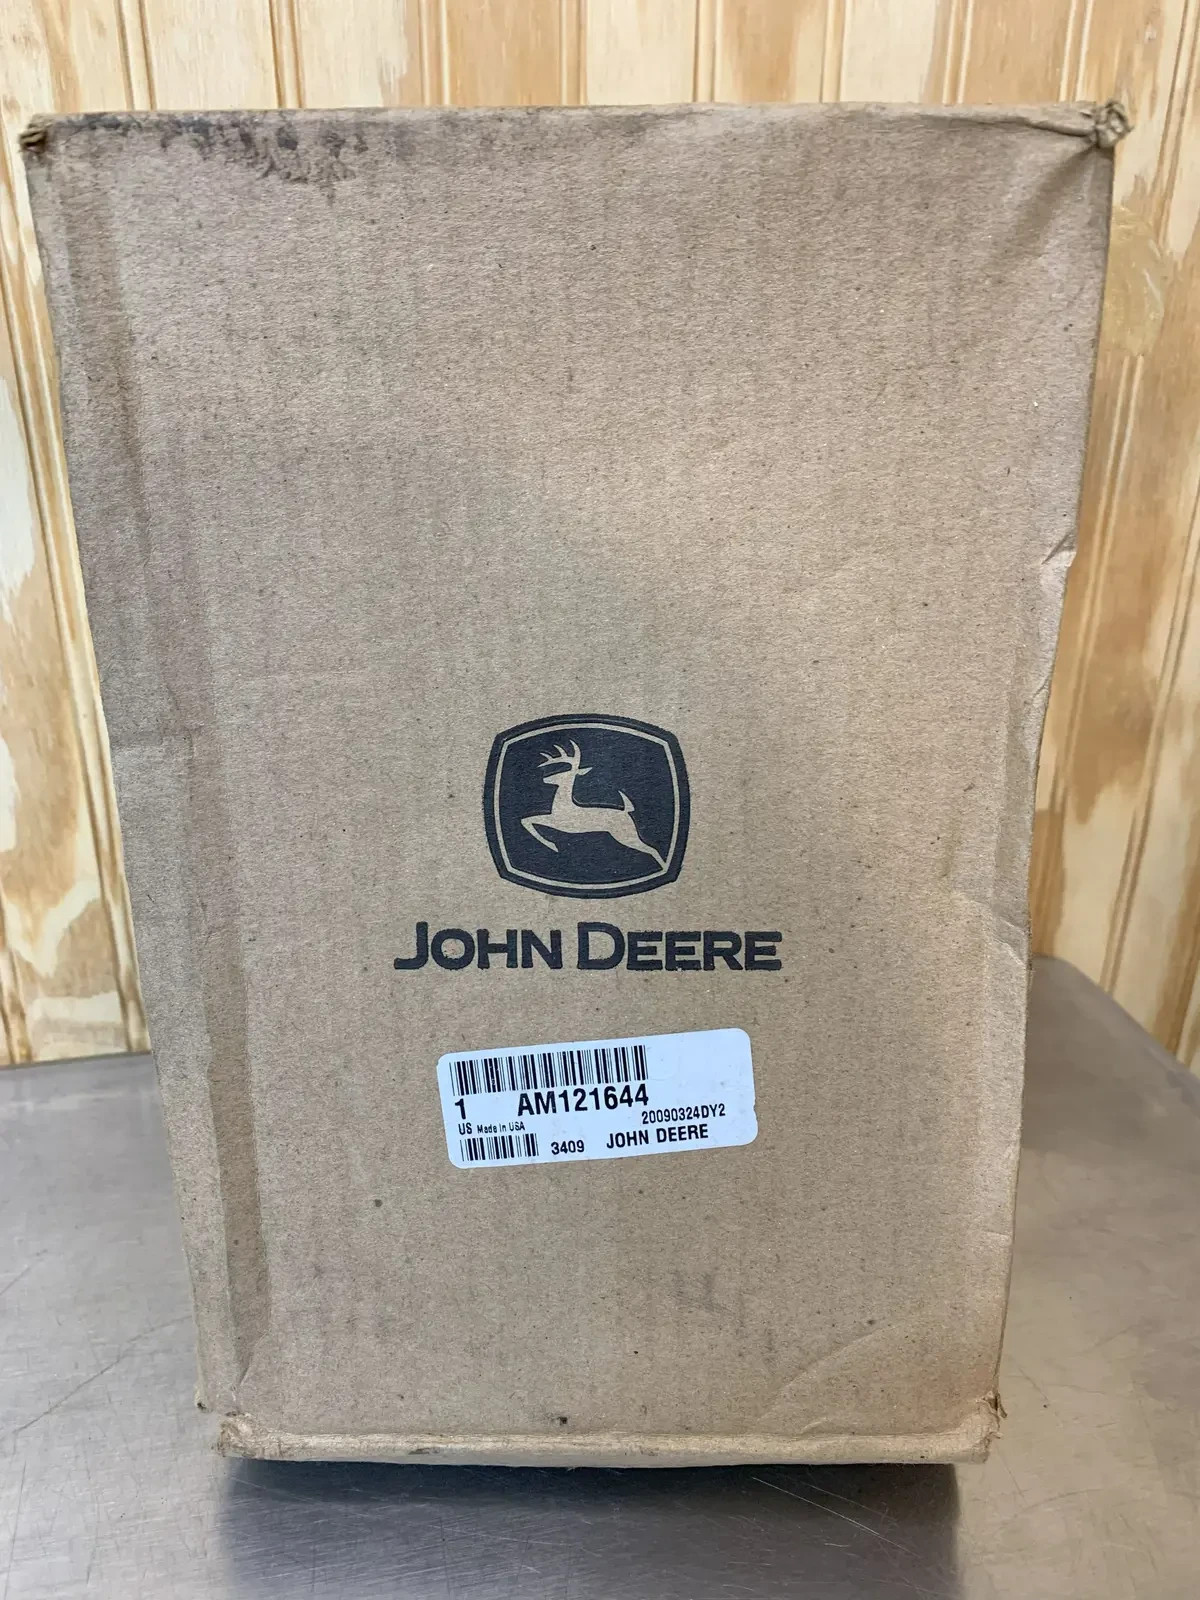 JOHN DEERE
1 AM121644
20090324DY2
US Made in USA
3409 JOHN DEERE